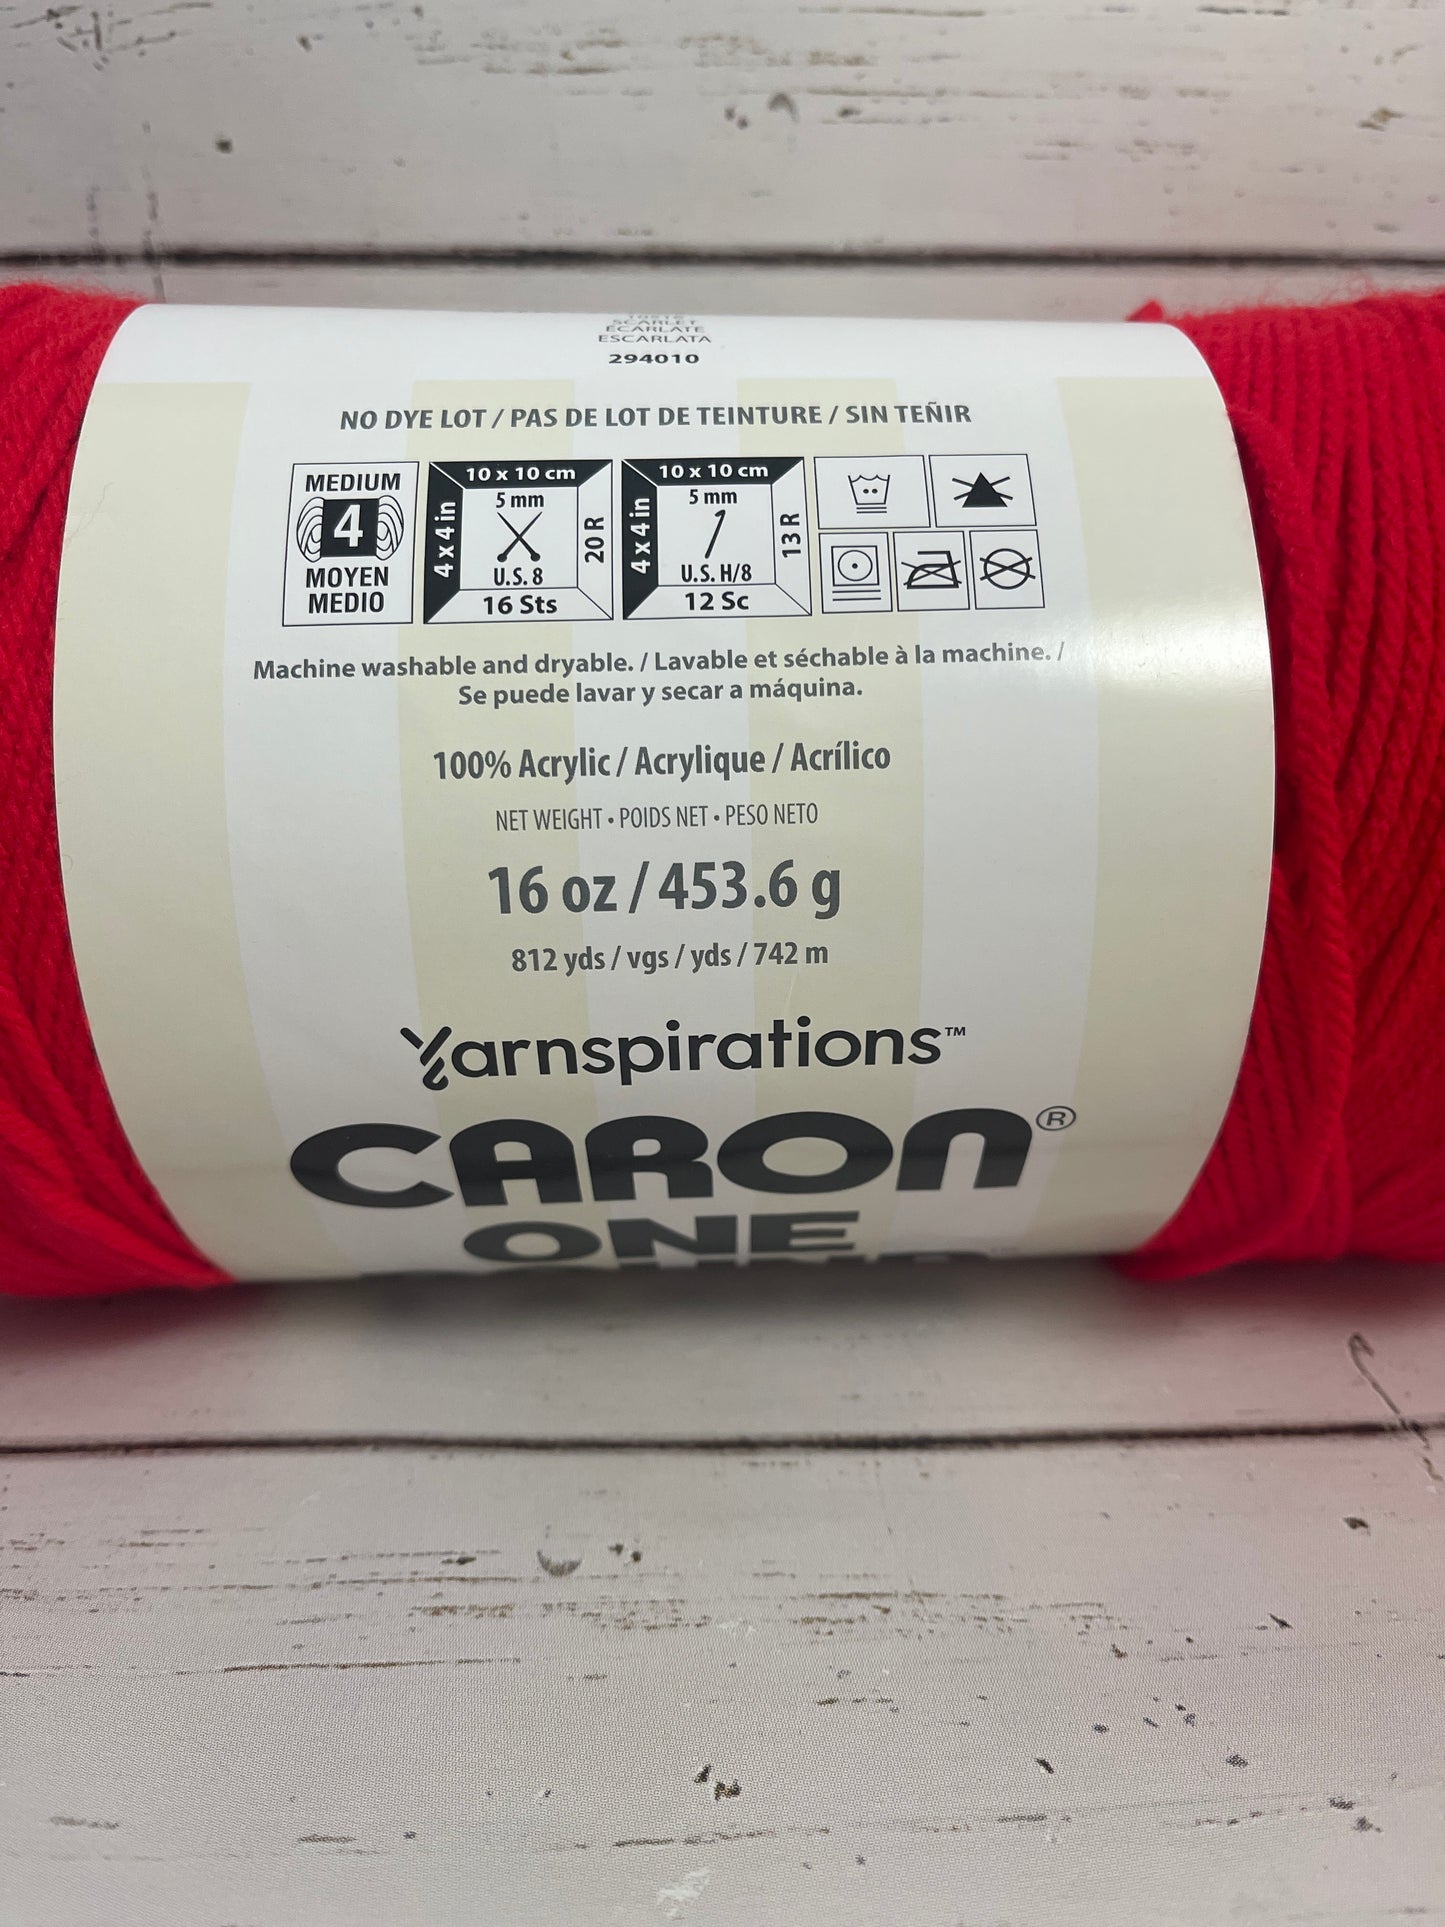 SCARLET
ÉCARLATE
ESCARLATA
294010
NO DYE LOT / PAS DE LOT DE TEINTURE / SIN TEÑIR
MEDIUM
4
MOYEN
MEDIO
10 x 10 cm
4 x 4 in
5 mm
20 R
U.S. 8
16 Sts
10 x 10 cm
4 x 4 in
5 mm
13 R
U.S. H/8
12 Sc
Machine washable and dryable. / Lavable et séchable à la machine. /
Se puede lavar y secar a máquina.
100% Acrylic / Acrylique / Acrílico
NET WEIGHT • POIDS NET • PESO NETO
16 oz / 453.6 g
812 yds / vgs / yds / 742 m
Yarnspirations™
CARON®
ONE